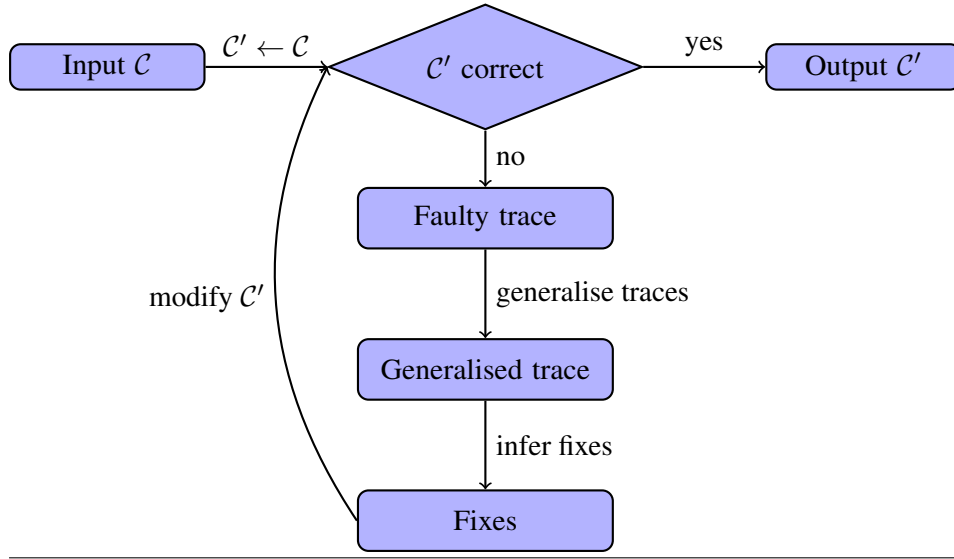 Input 𝒞
𝒞′ ← 𝒞
𝒞′ correct
yes
Output 𝒞′
no
Faulty trace
generalise traces
modify 𝒞′
Generalised trace
infer fixes
Fixes